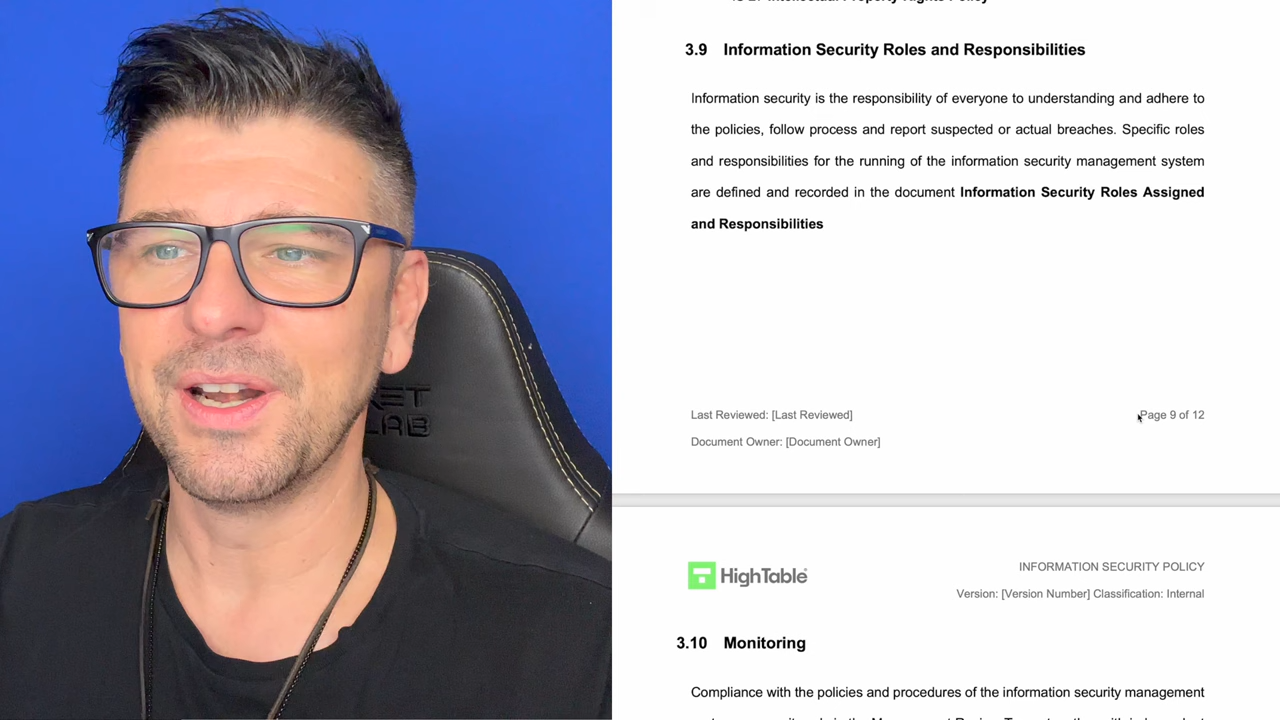 3.9 Information Security Roles and Responsibilities
Information security is the responsibility of everyone to understanding and adhere to
the policies, follow process and report suspected or actual breaches. Specific roles
and responsibilities for the running of the information security management system
are defined and recorded in the document Information Security Roles Assigned
and Responsibilities
Last Reviewed: [Last Reviewed]
Page 9 of 12
Document Owner: [Document Owner]
HighTable
INFORMATION SECURITY POLICY
Version: [Version Number] Classification: Internal
3.10 Monitoring
Compliance with the policies and procedures of the information security management